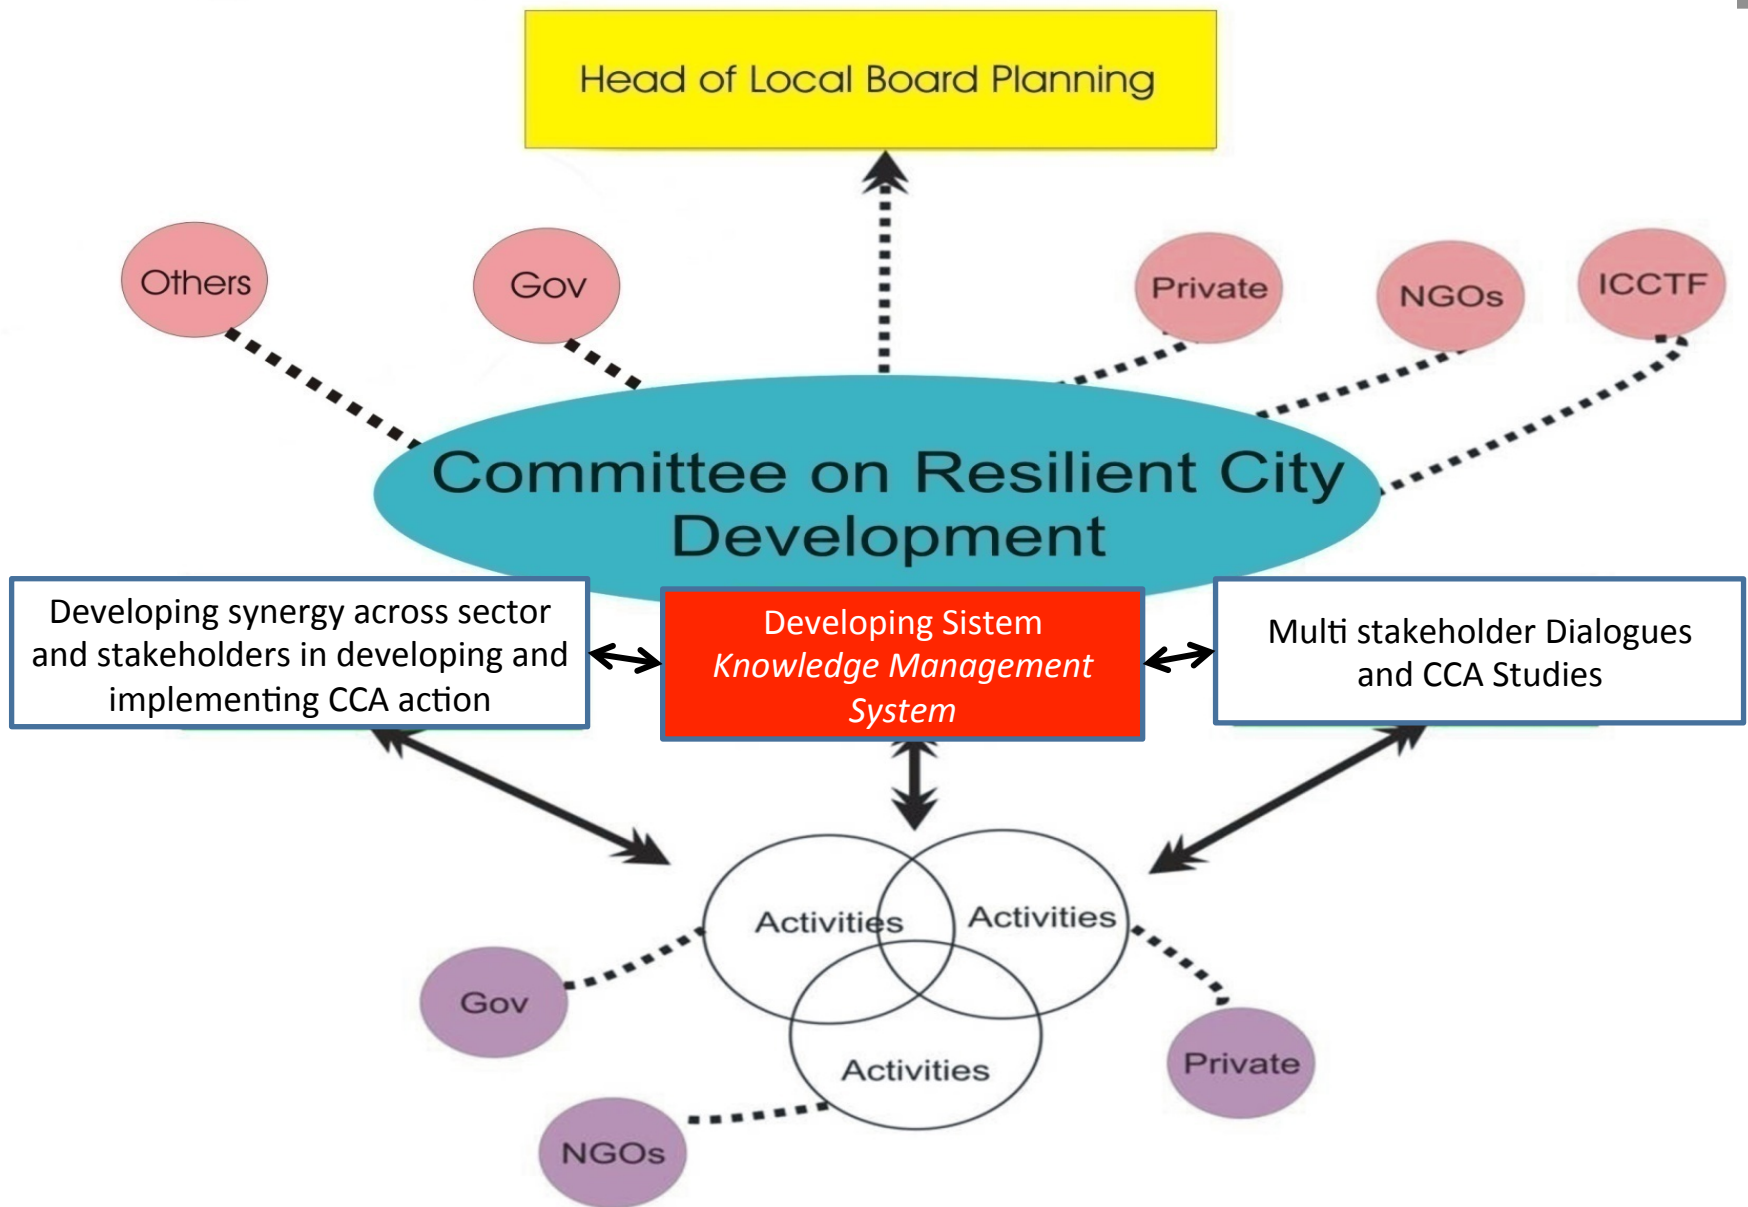 Head of Local Board Planning
Others
Gov
Private
NGOs
ICCTF
Committee on Resilient City
Development
Developing synergy across sector
and stakeholders in developing and
implementing CCA action
Developing Sistem
Knowledge Management
System
Multi stakeholder Dialogues
and CCA Studies
Activities
Activities
Activities
Gov
Private
NGOs